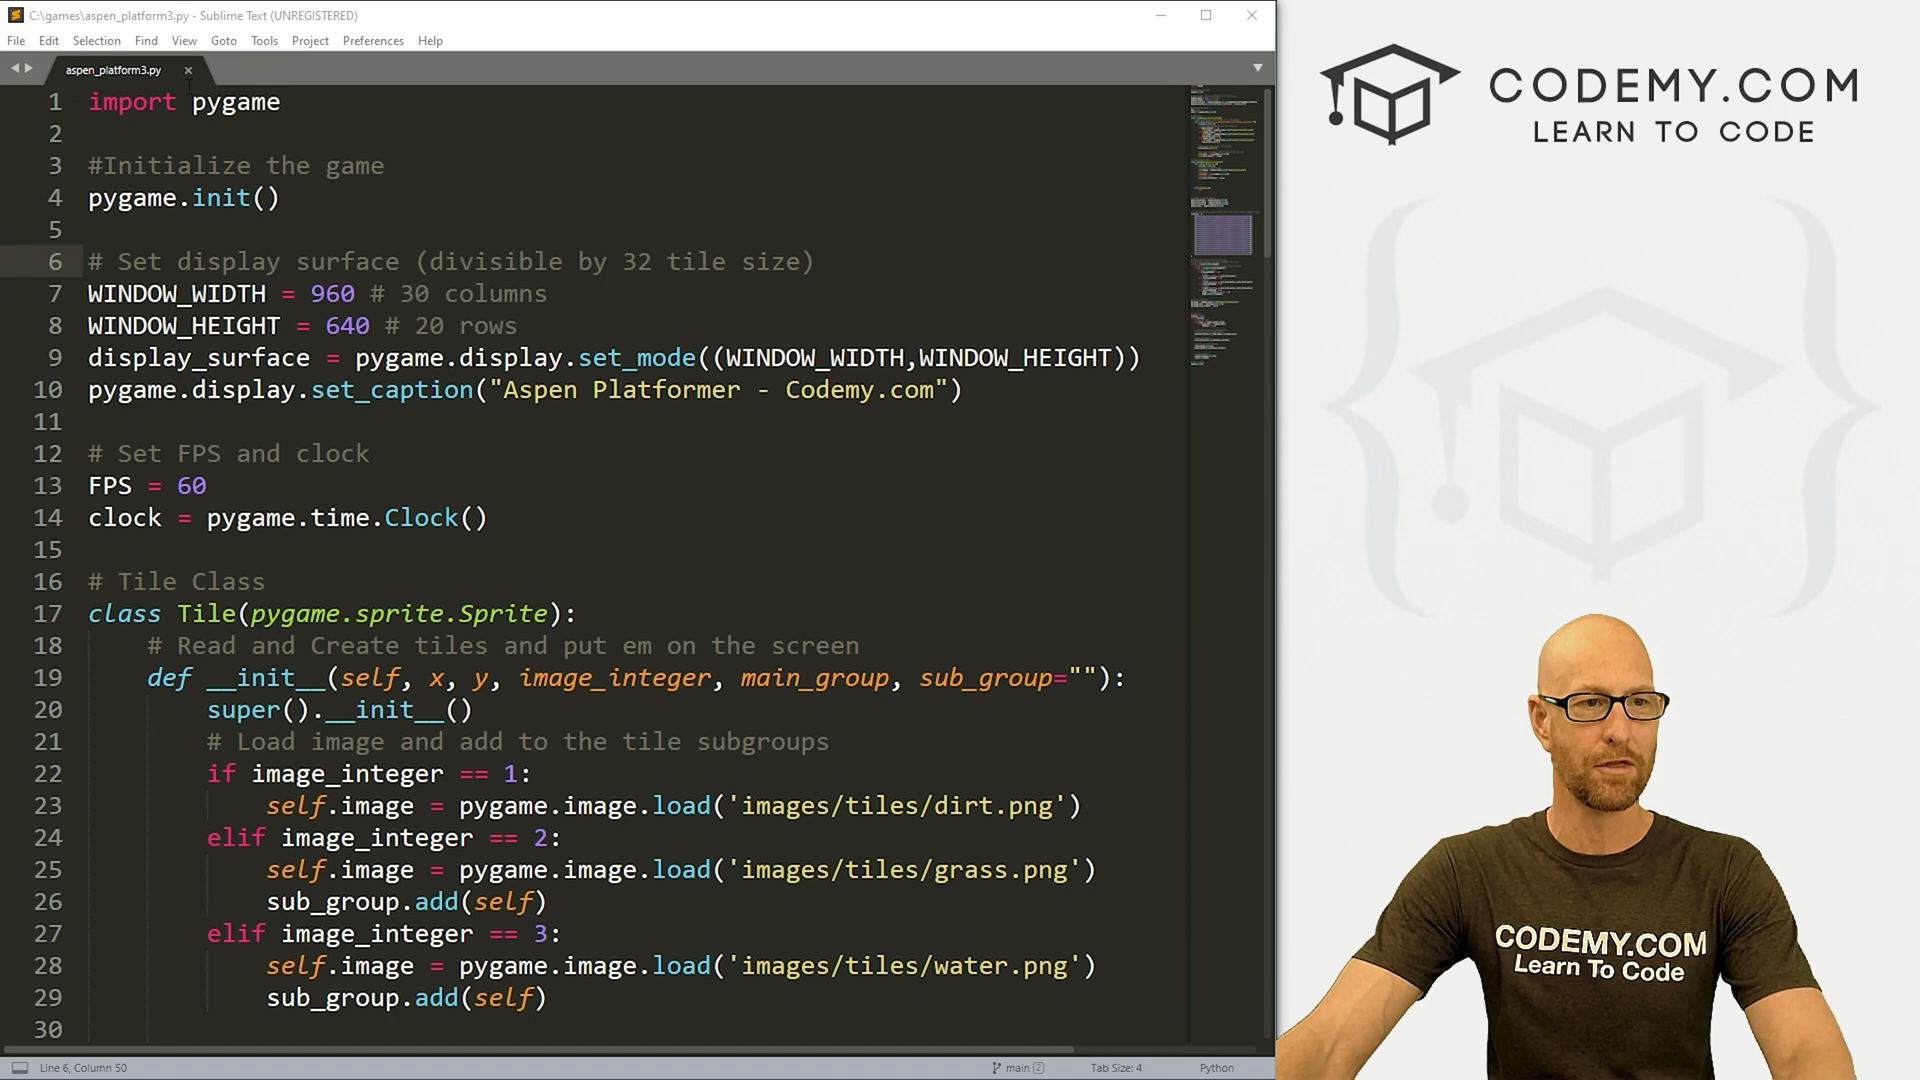 C:\games\aspen_platform3.py - Sublime Text (UNREGISTERED)
File Edit Selection Find View Goto Tools Project Preferences Help
aspen_platform3.py
1 import pygame
2
3 #Initialize the game
4 pygame.init()
5
6 # Set display surface (divisible by 32 tile size)
7 WINDOW_WIDTH = 960 # 30 columns
8 WINDOW_HEIGHT = 640 # 20 rows
9 display_surface = pygame.display.set_mode((WINDOW_WIDTH,WINDOW_HEIGHT))
10 pygame.display.set_caption("Aspen Platformer - Codemy.com")
11
12 # Set FPS and clock
13 FPS = 60
14 clock = pygame.time.Clock()
15
16 # Tile Class
17 class Tile(pygame.sprite.Sprite):
18 # Read and Create tiles and put em on the screen
19 def __init__(self, x, y, image_integer, main_group, sub_group=""):
20 super().__init__()
21 # Load image and add to the tile subgroups
22 if image_integer == 1:
23 self.image = pygame.image.load('images/tiles/dirt.png')
24 elif image_integer == 2:
25 self.image = pygame.image.load('images/tiles/grass.png')
26 sub_group.add(self)
27 elif image_integer == 3:
28 self.image = pygame.image.load('images/tiles/water.png')
29 sub_group.add(self)
30
Line 6, Column 50 main 2 Tab Size: 4 Python
CODEMY.COM
LEARN TO CODE
CODEMY.COM
Learn To Code